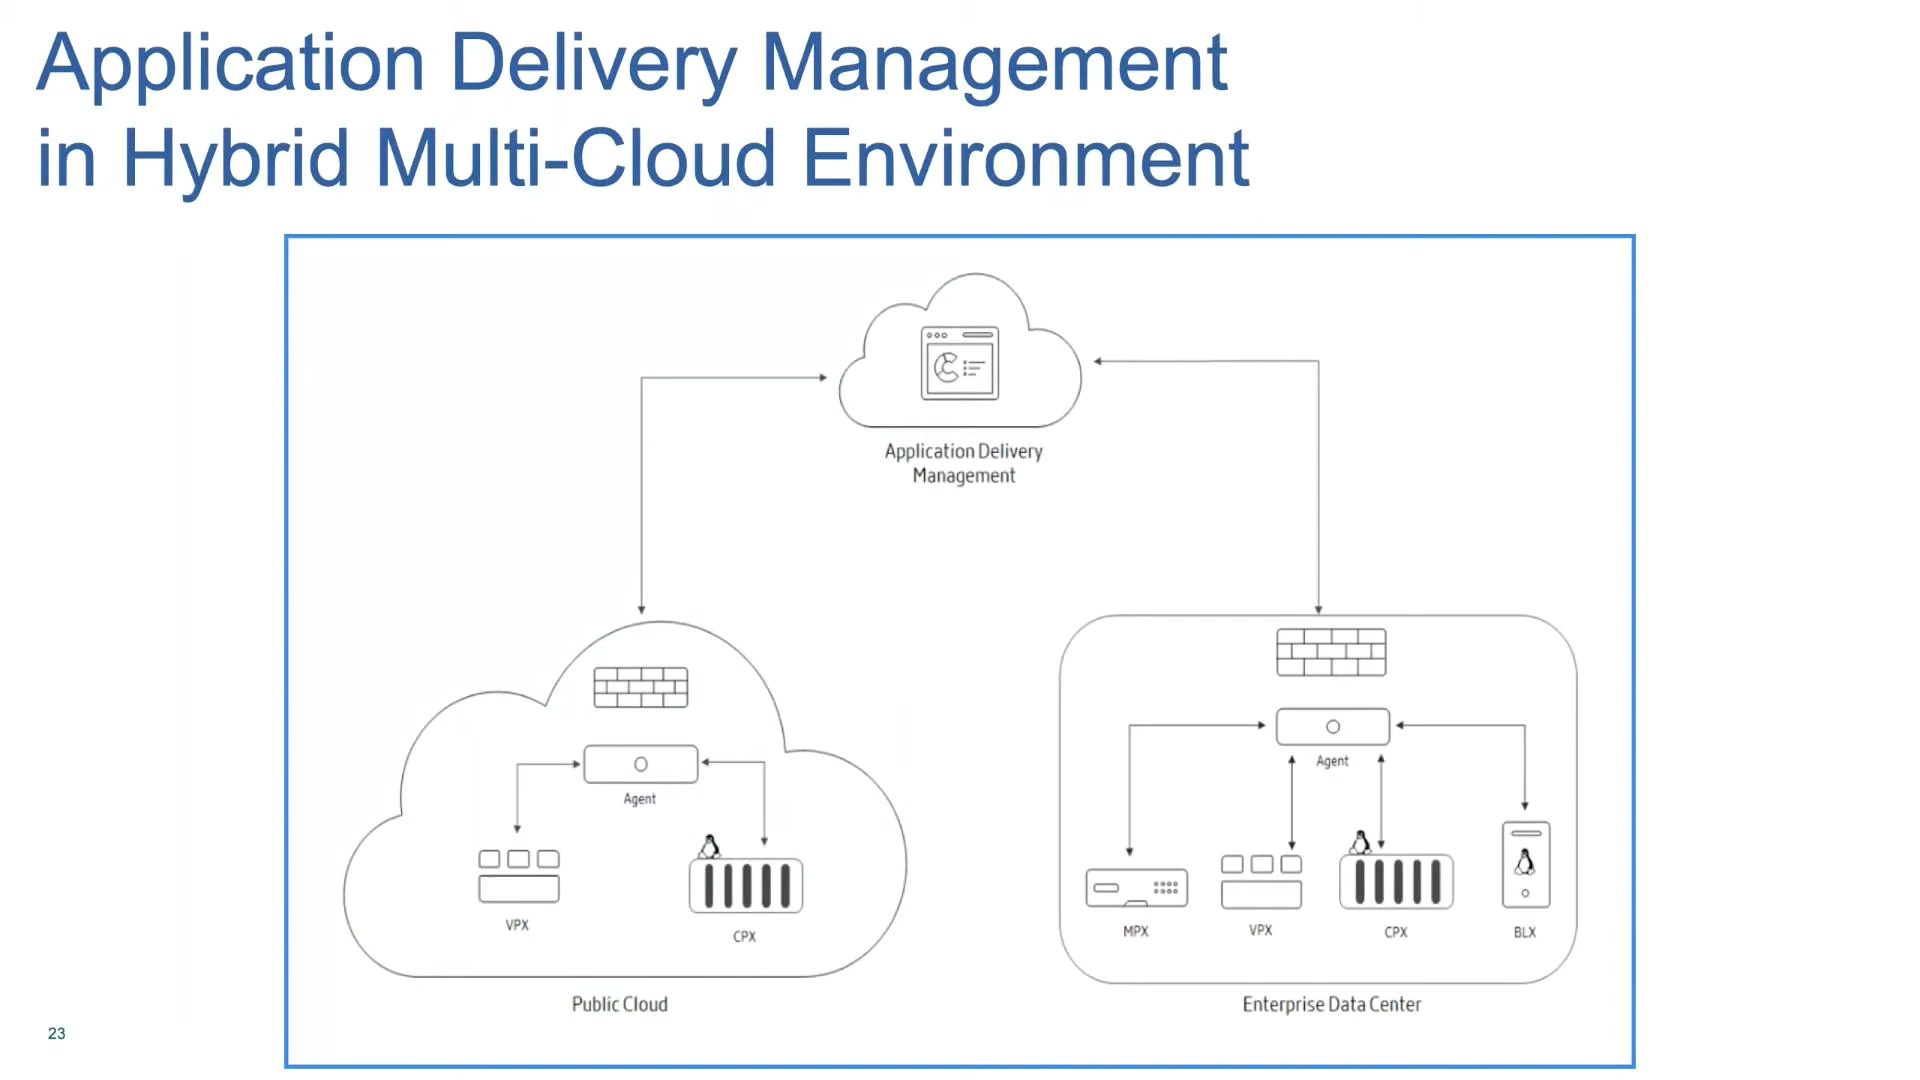 Application Delivery Management
in Hybrid Multi-Cloud Environment
Application Delivery
Management
Agent
VPX
CPX
Public Cloud
Agent
MPX
VPX
CPX
BLX
Enterprise Data Center
23